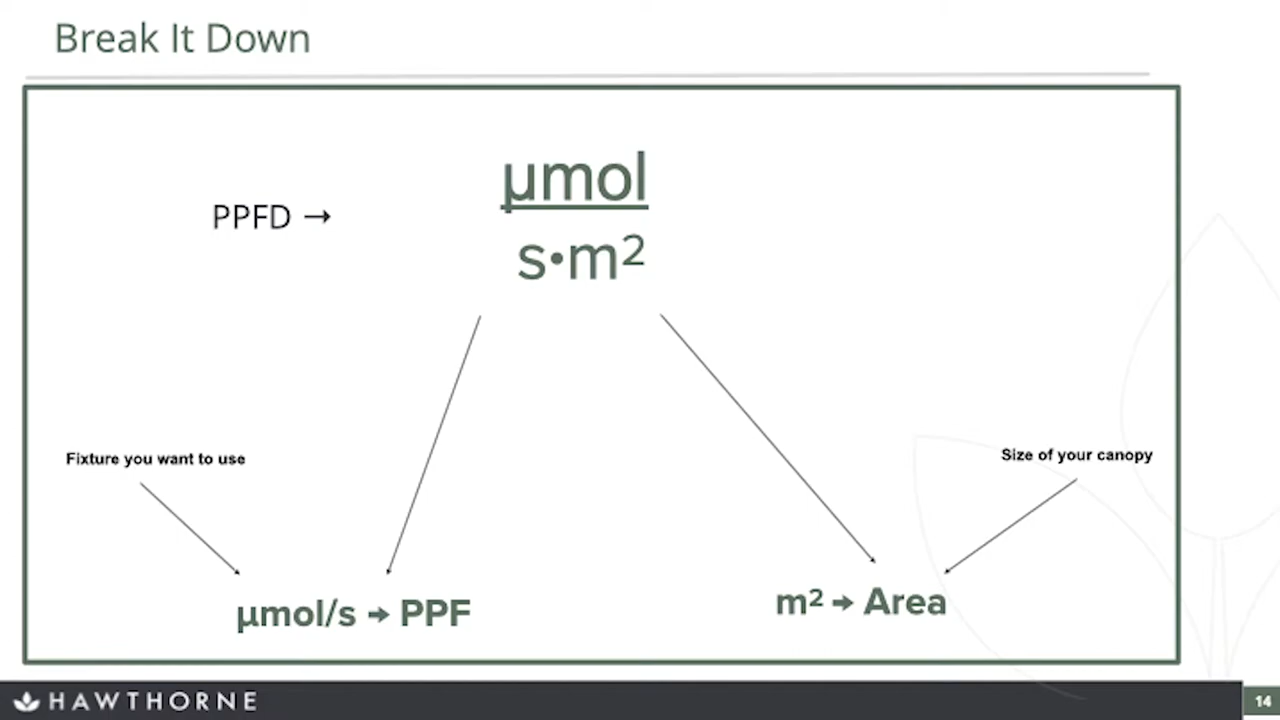 Break It Down
µmol
PPFD →
s•m²
Fixture you want to use
Size of your canopy
µmol/s → PPF
m² → Area
HAWTHORNE
14